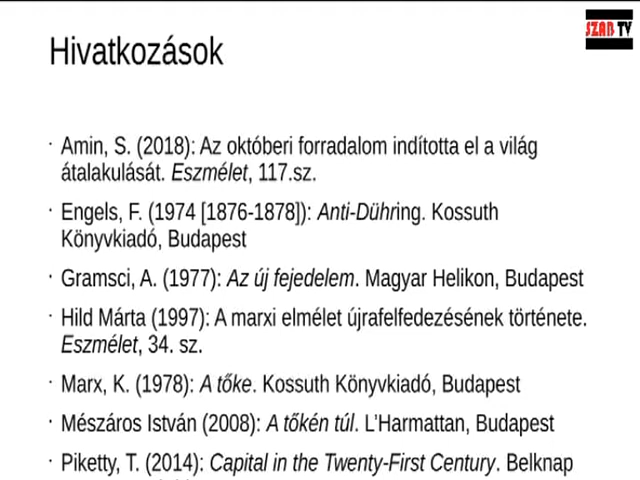 SZAB TV
Hivatkozások
· Amin, S. (2018): Az októberi forradalom indította el a világ
átalakulását. Eszmélet, 117.sz.
· Engels, F. (1974 [1876-1878]): Anti-Dühring. Kossuth
Könyvkiadó, Budapest
· Gramsci, A. (1977): Az új fejedelem. Magyar Helikon, Budapest
· Hild Márta (1997): A marxi elmélet újrafelfedezésének története.
Eszmélet, 34. sz.
· Marx, K. (1978): A tőke. Kossuth Könyvkiadó, Budapest
· Mészáros István (2008): A tőkén túl. L'Harmattan, Budapest
· Piketty, T. (2014): Capital in the Twenty-First Century. Belknap